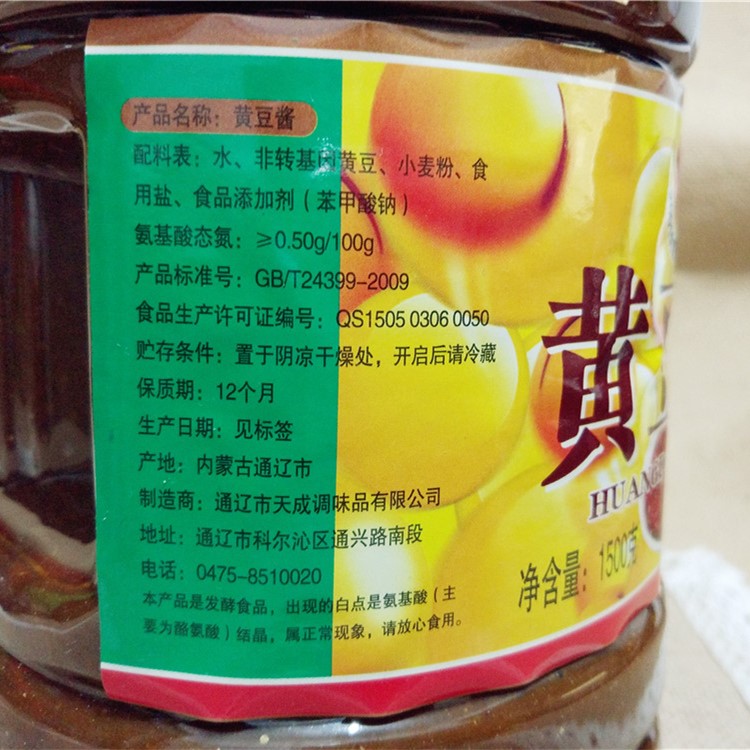 产品名称：黄豆酱
配料表：水、非转基因黄豆、小麦粉、食
用盐、食品添加剂（苯甲酸钠）
氨基酸态氮：≥0.50g/100g
产品标准号：GB/T24399-2009
食品生产许可证编号：QS1505 0306 0050
贮存条件：置于阴凉干燥处，开启后请冷藏
保质期：12个月
生产日期：见标签
产地：内蒙古通辽市
制造商：通辽市天成调味品有限公司
地址：通辽市科尔沁区通兴路南段
电话：0475-8510020
本产品是发酵食品，出现的白点是氨基酸（主
要为酪氨酸）结晶，属正常现象，请放心食用。
黄
HUANG
净含量：1500克